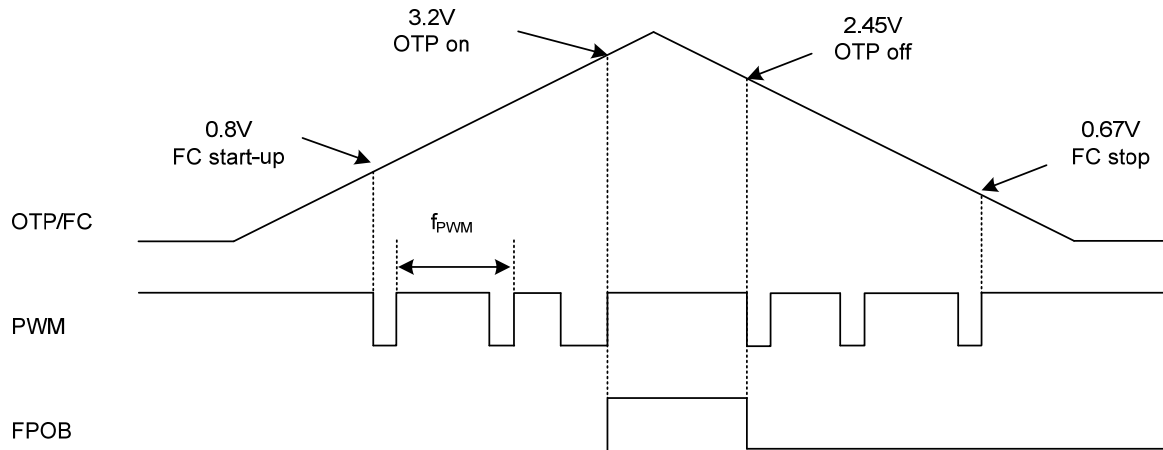 3.2V
OTP on
2.45V
OTP off
0.8V
FC start-up
0.67V
FC stop
OTP/FC
fPWM
PWM
FPOB